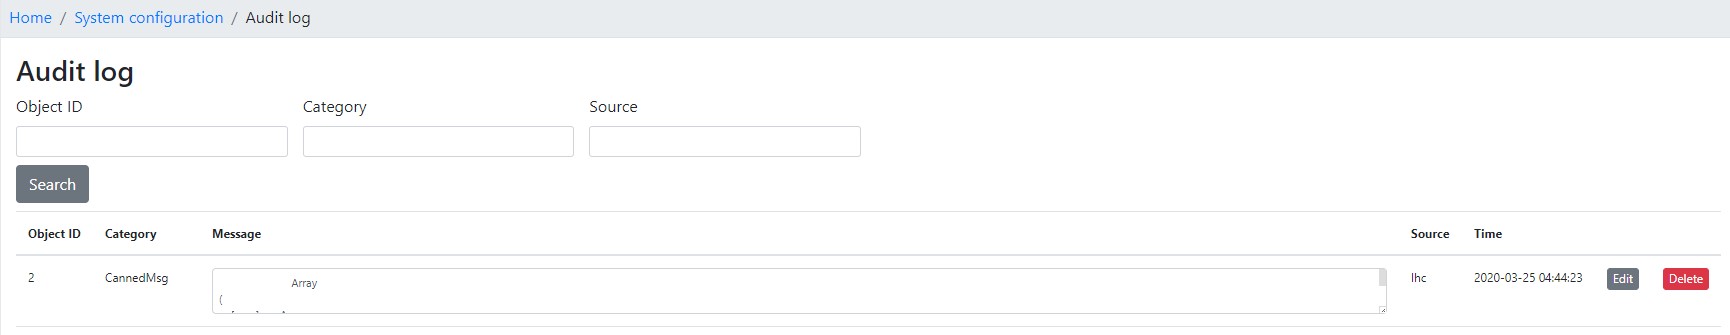 Home / System configuration / Audit log
Audit log
Object ID Category Source
Search
Object ID Category Message Source Time
2 CannedMsg Array lhc 2020-03-25 04:44:23 Edit Delete
(